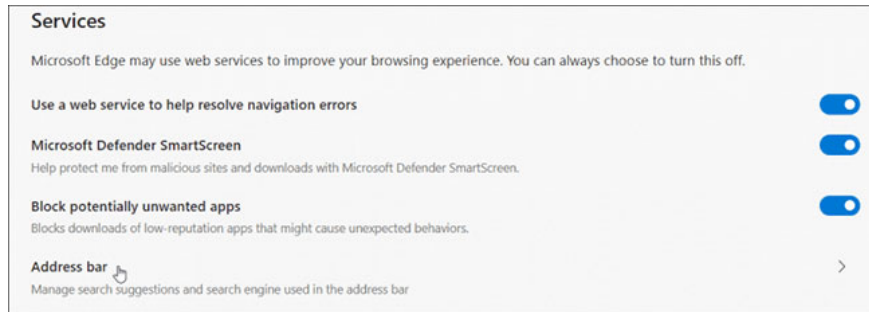 Services
Microsoft Edge may use web services to improve your browsing experience. You can always choose to turn this off.
Use a web service to help resolve navigation errors
Microsoft Defender SmartScreen
Help protect me from malicious sites and downloads with Microsoft Defender SmartScreen.
Block potentially unwanted apps
Blocks downloads of low-reputation apps that might cause unexpected behaviors.
Address bar
Manage search suggestions and search engine used in the address bar